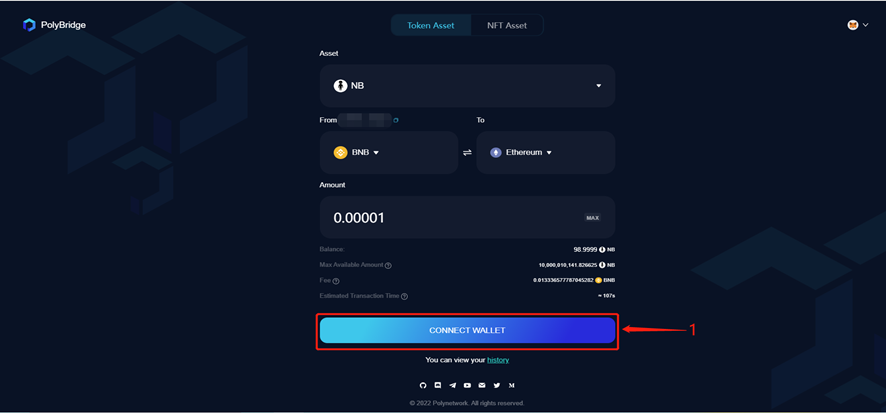 PolyBridge
Token Asset NFT Asset
Asset
NB
From To
BNB Ethereum
Amount
0.00001 MAX
Balance: 98.9999 NB
Max Available Amount 10,000,010,141.826625 NB
Fee 0.013336577787045282 BNB
Estimated Transaction Time ≈ 107s
CONNECT WALLET 1
You can view your history
© 2022 Polynetwork. All rights reserved.